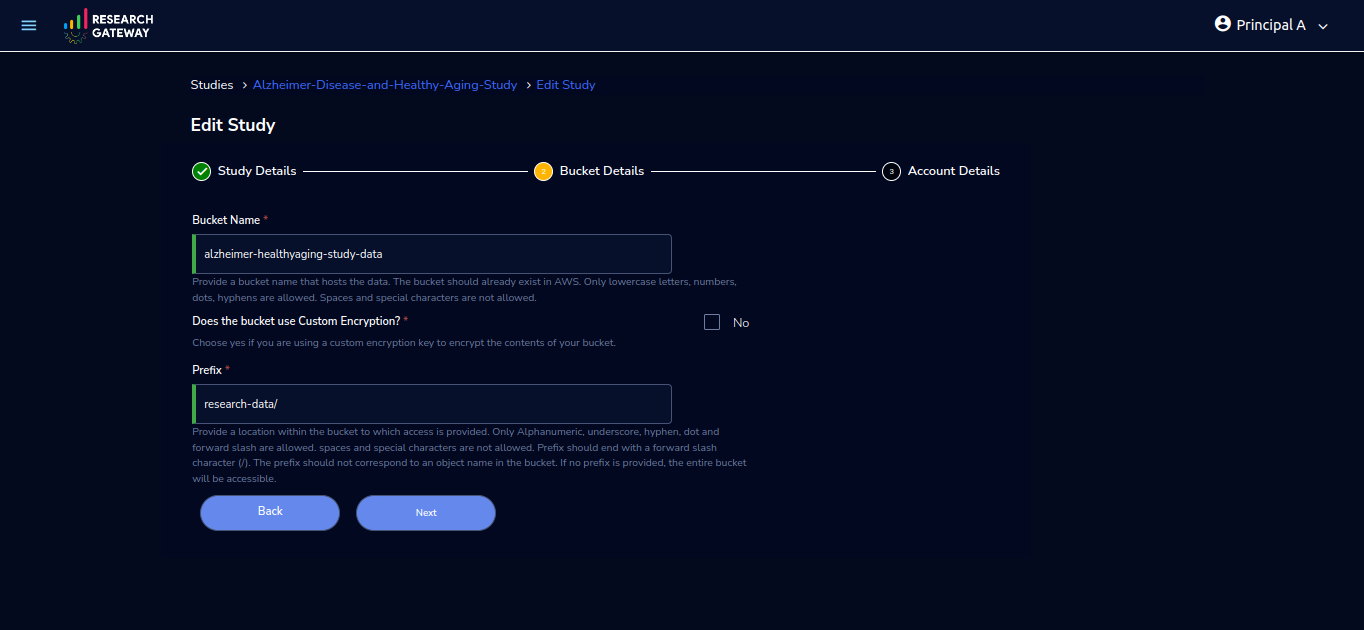 RESEARCH
GATEWAY
Principal A
Studies > Alzheimer-Disease-and-Healthy-Aging-Study > Edit Study
Edit Study
Study Details 2 Bucket Details 3 Account Details
Bucket Name *
alzheimer-healthyaging-study-data
Provide a bucket name that hosts the data. The bucket should already exist in AWS. Only lowercase letters, numbers,
dots, hyphens are allowed. Spaces and special characters are not allowed.
Does the bucket use Custom Encryption? * No
Choose yes if you are using a custom encryption key to encrypt the contents of your bucket.
Prefix *
research-data/
Provide a location within the bucket to which access is provided. Only Alphanumeric, underscore, hyphen, dot and
forward slash are allowed. spaces and special characters are not allowed. Prefix should end with a forward slash
character (/). The prefix should not correspond to an object name in the bucket. If no prefix is provided, the entire bucket
will be accessible.
Back Next